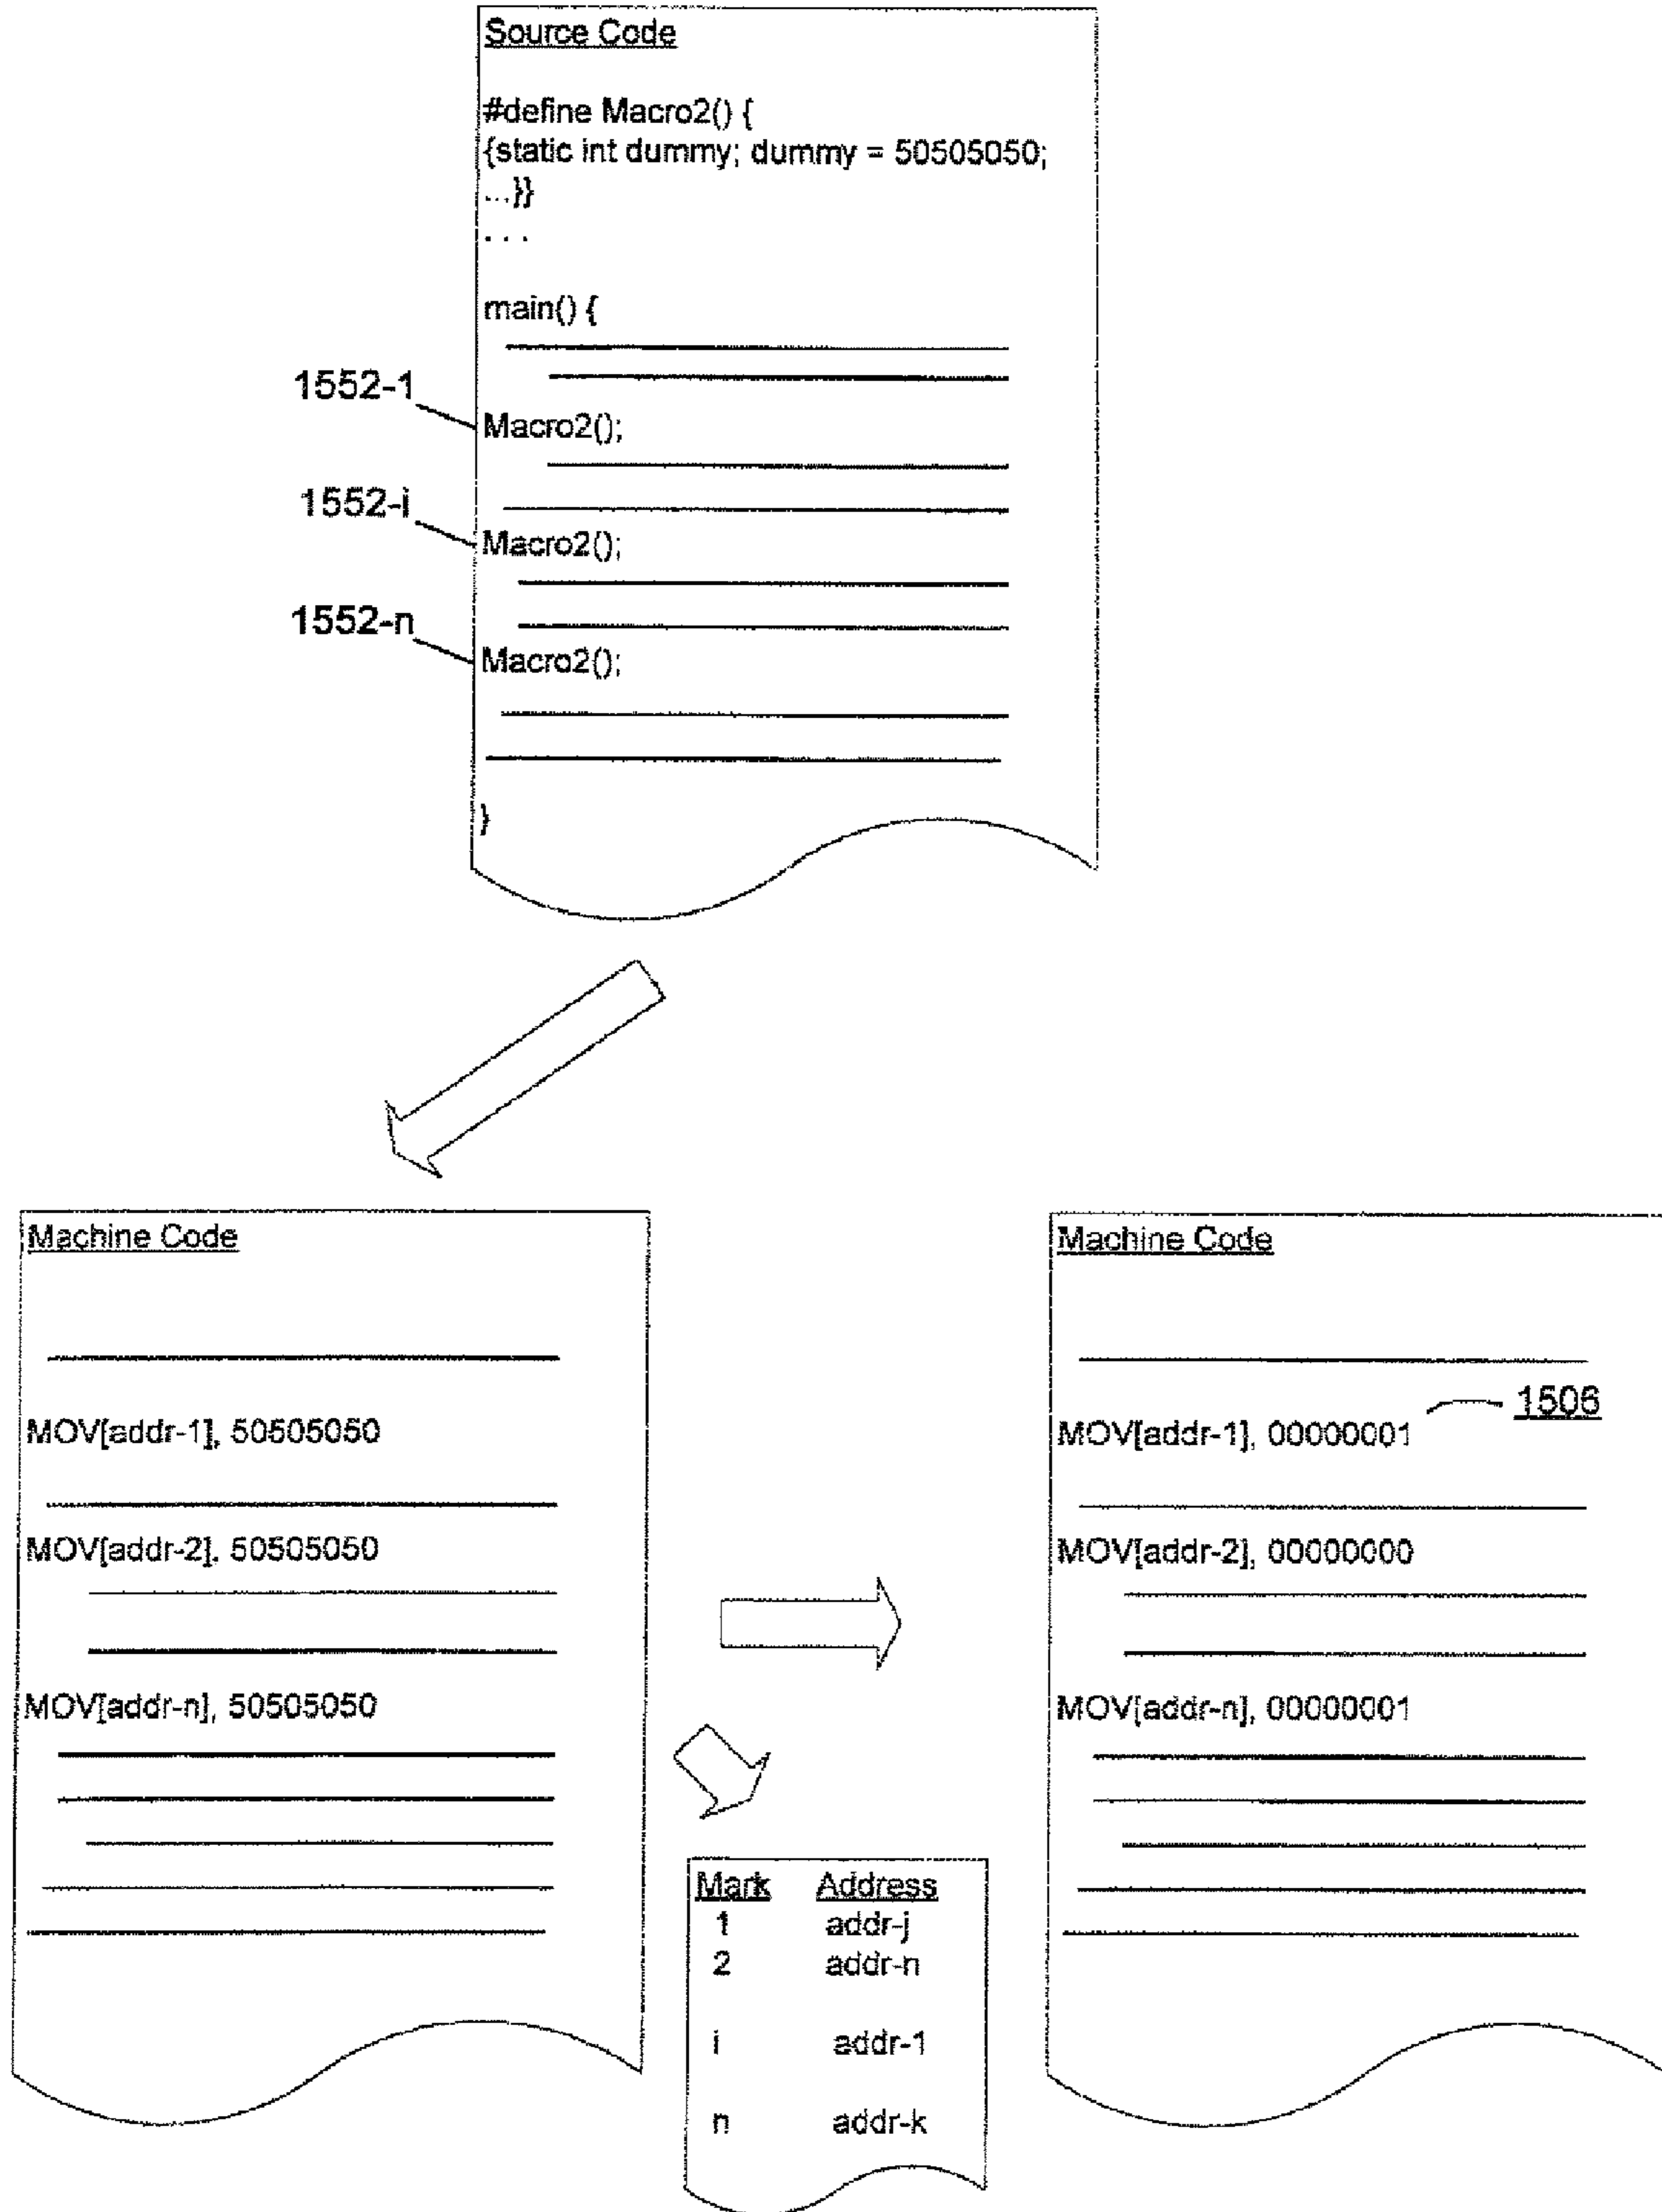 Source Code
#define Macro2() {
{static int dummy; dummy = 50505050;
...}}
. . .
main() {
1552-1
Macro2();
1552-i
Macro2();
1552-n
Macro2();
}
Machine Code
MOV[addr-1], 50505050
MOV[addr-2], 50505050
MOV[addr-n], 50505050
Machine Code
1506
MOV[addr-1], 00000001
MOV[addr-2], 00000000
MOV[addr-n], 00000001
Mark Address
1 addr-j
2 addr-n
i addr-1
n addr-k